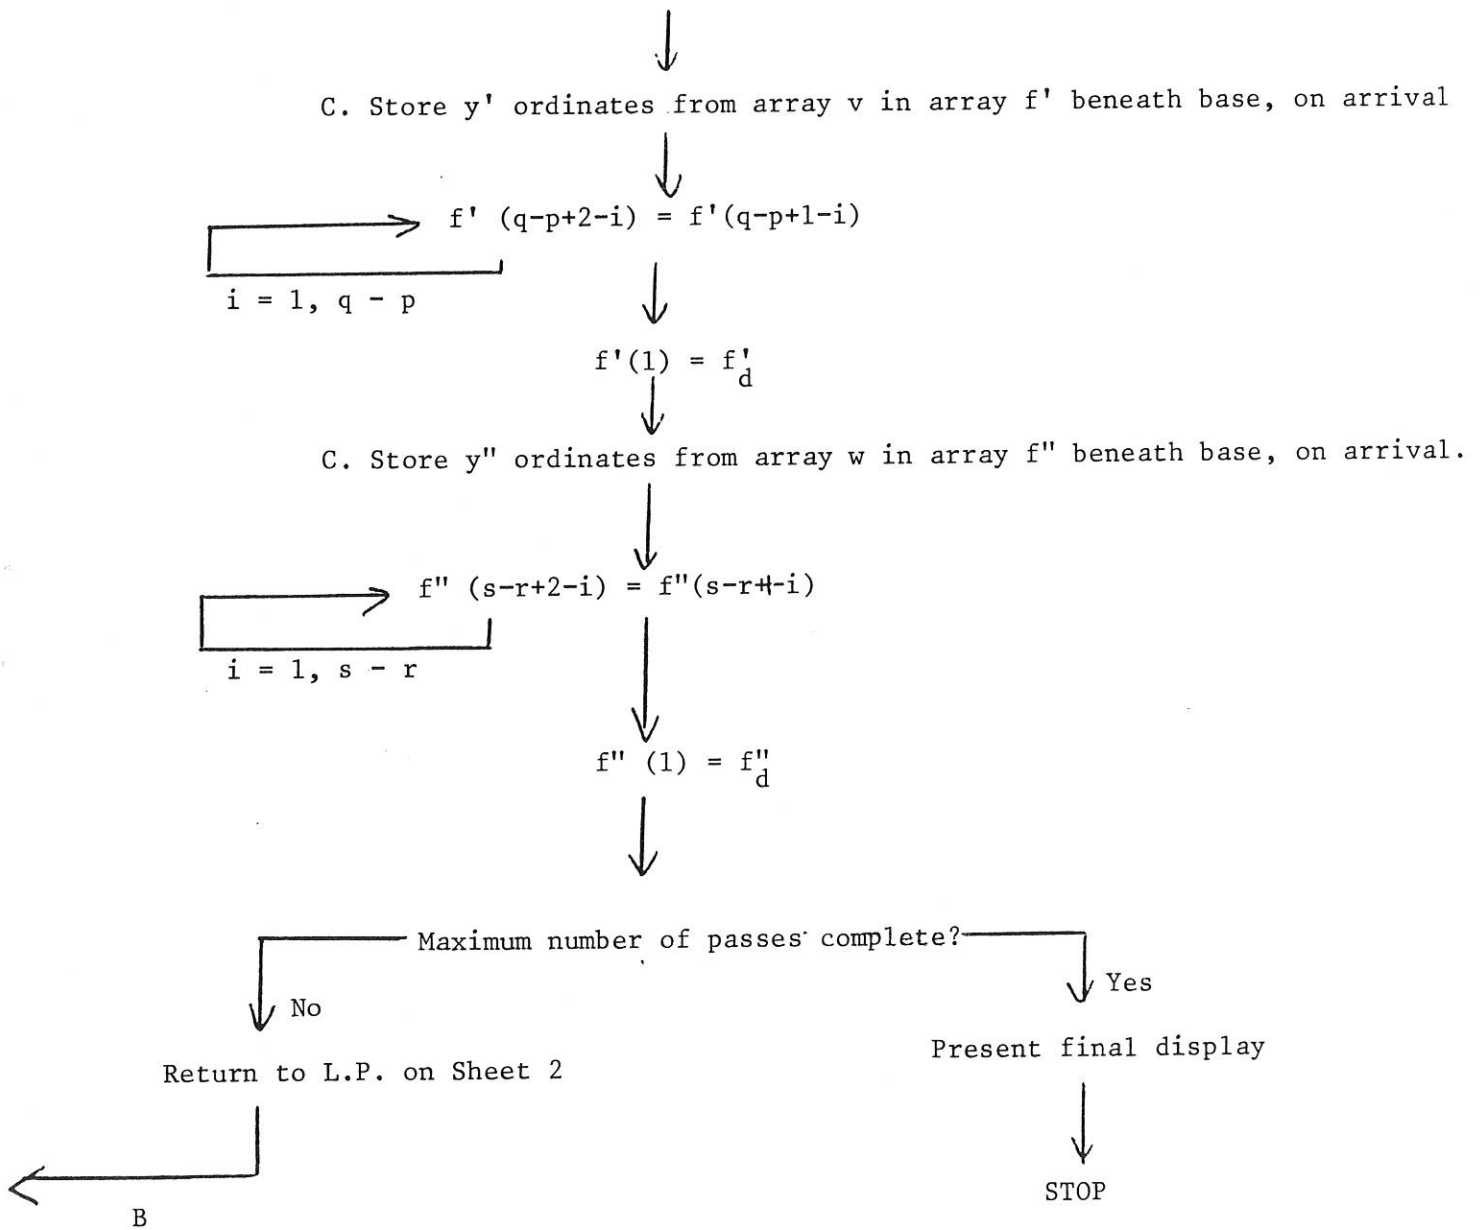 C. Store y' ordinates from array v in array f' beneath base, on arrival
f' (q-p+2-i) = f'(q-p+1-i)
i = 1, q - p
f'(1) = f'd
C. Store y" ordinates from array w in array f" beneath base, on arrival.
f" (s-r+2-i) = f"(s-r+1-i)
i = 1, s - r
f" (1) = f"d
Maximum number of passes complete?
No
Yes
Return to L.P. on Sheet 2
Present final display
B
STOP